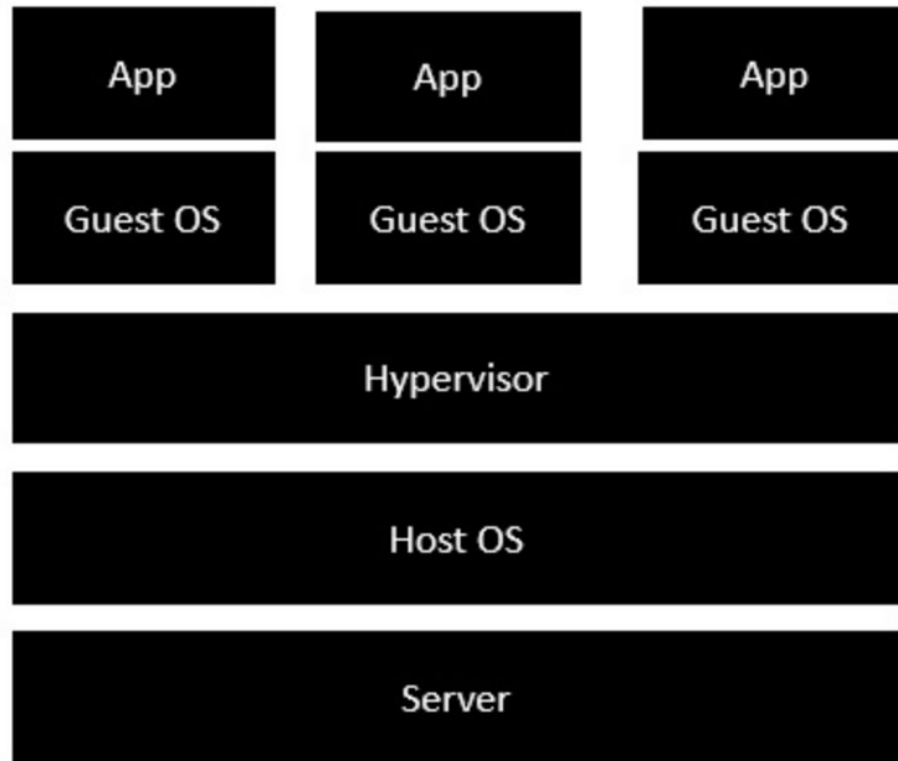 App
App
App
Guest OS
Guest OS
Guest OS
Hypervisor
Host OS
Server